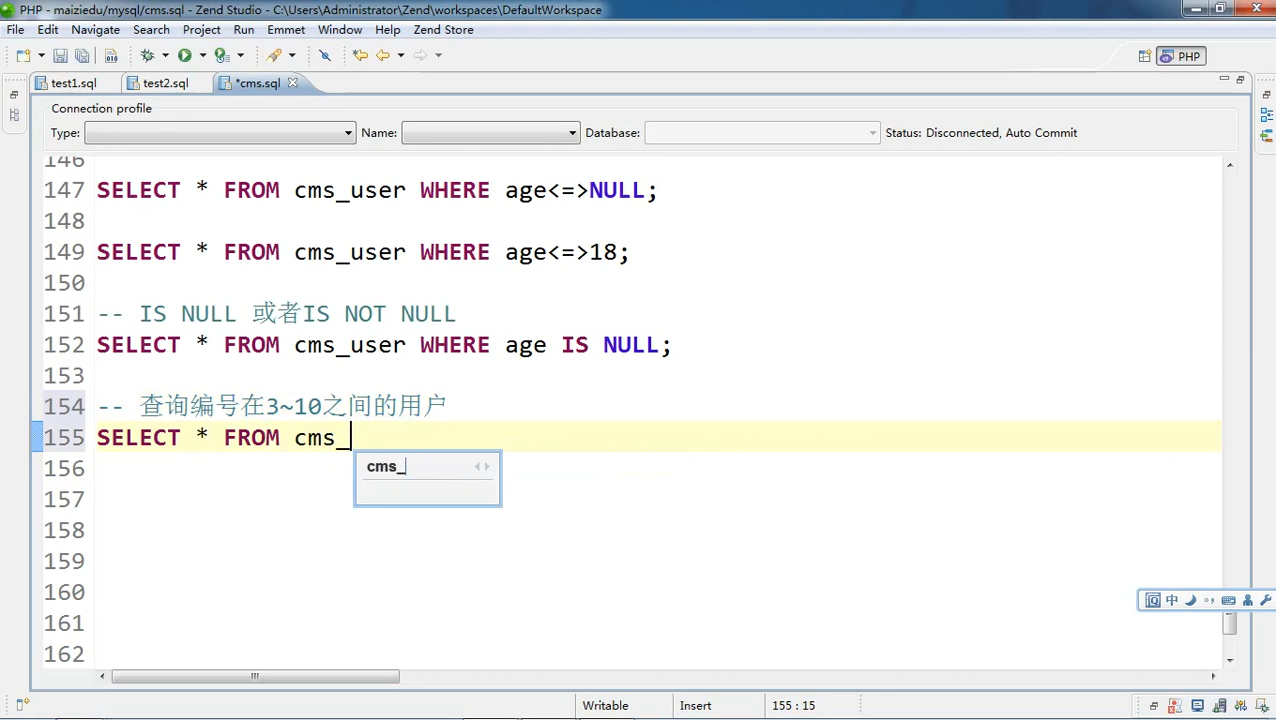 PHP - maiziedu/mysql/cms.sql - Zend Studio - C:\Users\Administrator\Zend\workspaces\DefaultWorkspace
File Edit Navigate Search Project Run Emmet Window Help Zend Store
PHP
test1.sql test2.sql *cms.sql
Connection profile
Type: Name: Database: Status: Disconnected, Auto Commit
146
147 SELECT * FROM cms_user WHERE age<=>NULL;
148
149 SELECT * FROM cms_user WHERE age<=>18;
150
151 -- IS NULL 或者IS NOT NULL
152 SELECT * FROM cms_user WHERE age IS NULL;
153
154 -- 查询编号在3~10之间的用户
155 SELECT * FROM cms_
cms_
156
157
158
159
160
中
161
162
Writable Insert 155 : 15